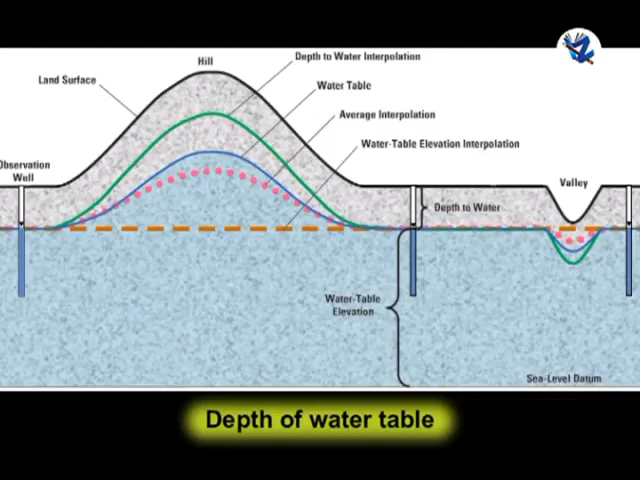 Depth to Water Interpolation
Hill
Land Surface
Water Table
Average Interpolation
Water-Table Elevation Interpolation
Observation
Well
Valley
Depth to Water
Water-Table
Elevation
Sea-Level Datum
Depth of water table